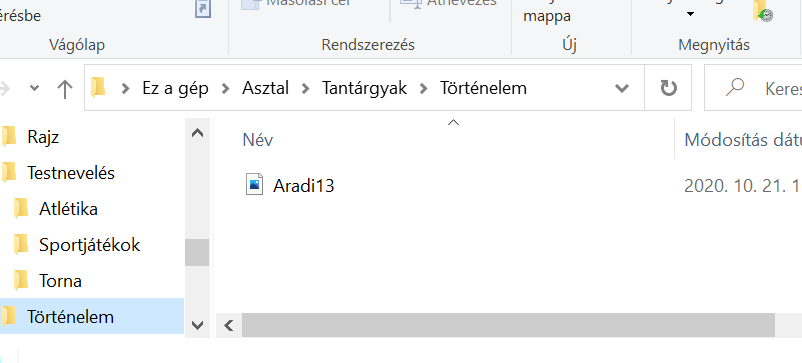 érésbe
Másolási cél
Áthevezés
mappa
Vágólap
Rendszerezés
Új
Megnyitás
Ez a gép > Asztal > Tantárgyak > Történelem
Keres
Rajz
Testnevelés
Atlétika
Sportjátékok
Torna
Történelem
Név
Módosítás dátu
Aradi13
2020. 10. 21. 1